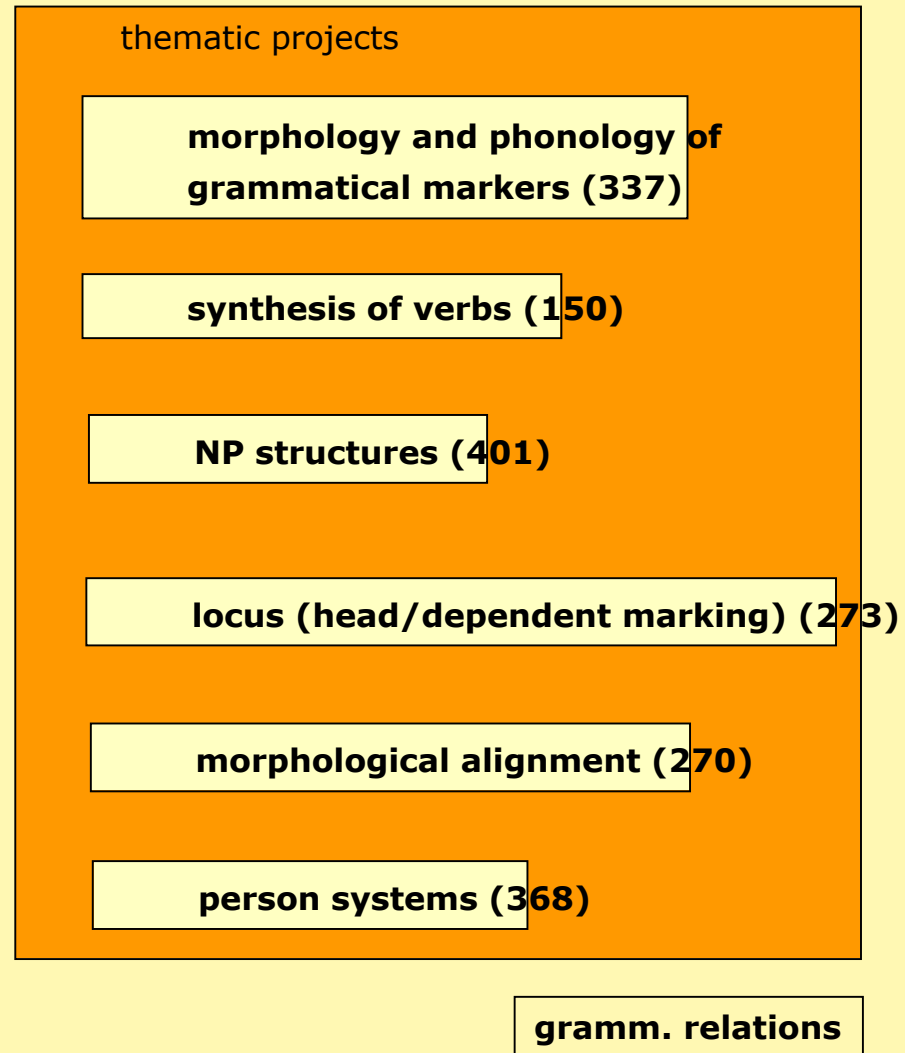 thematic projects
morphology and phonology of
grammatical markers (337)
synthesis of verbs (150)
NP structures (401)
locus (head/dependent marking) (273)
morphological alignment (270)
person systems (368)
gramm. relations